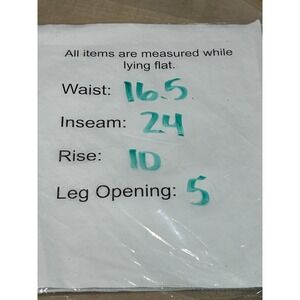 All items are measured while
lying flat.
Waist: 16.5
Inseam: 24
Rise: 10
Leg Opening: 5